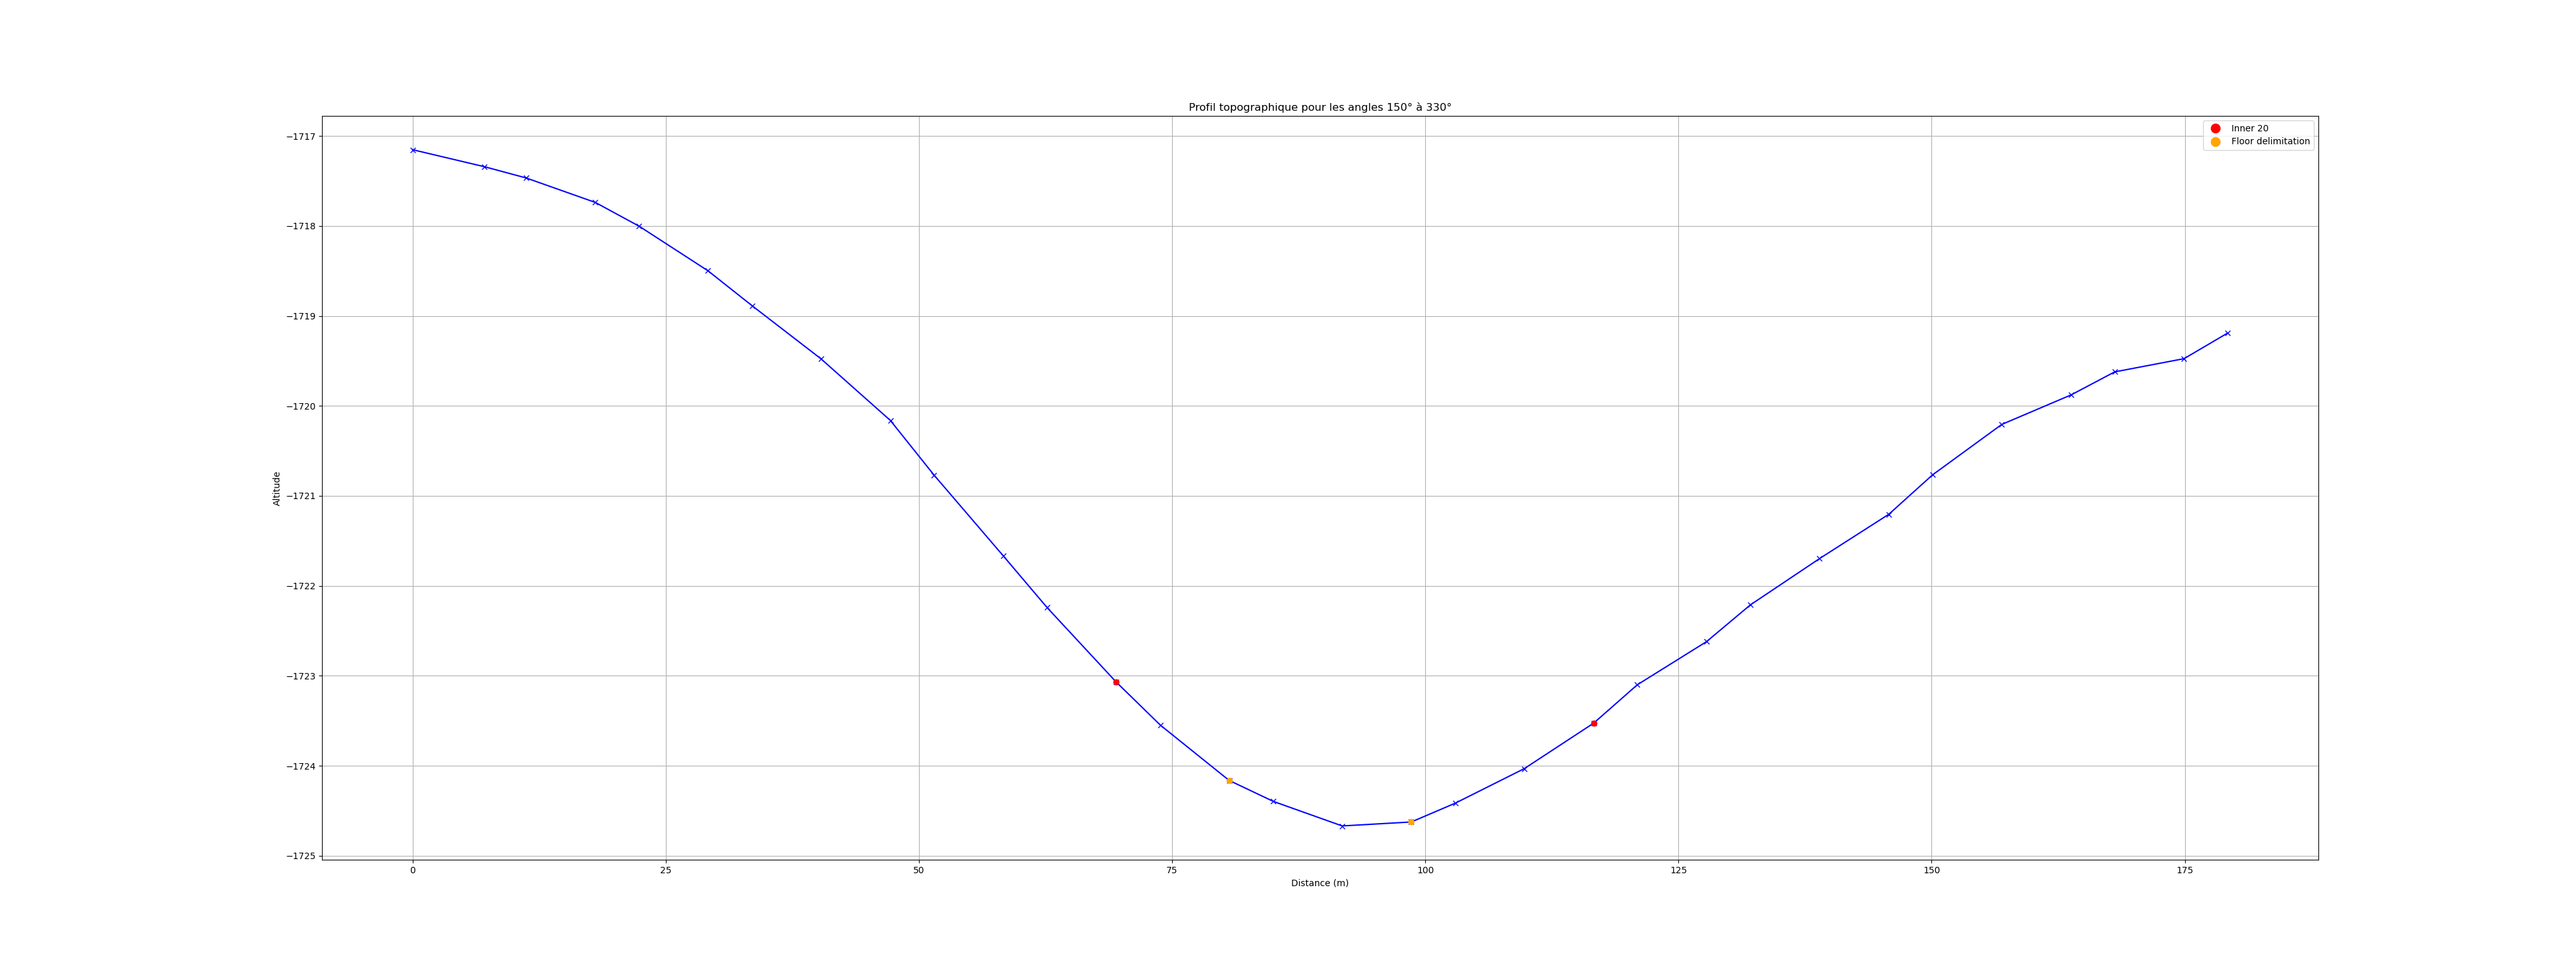 Profil topographique pour les angles 150° à 330°
Inner 20
Floor delimitation
−1717
−1718
−1719
−1720
−1721
−1722
−1723
−1724
−1725
Altitude
0 25 50 75 100 125 150 175
Distance (m)